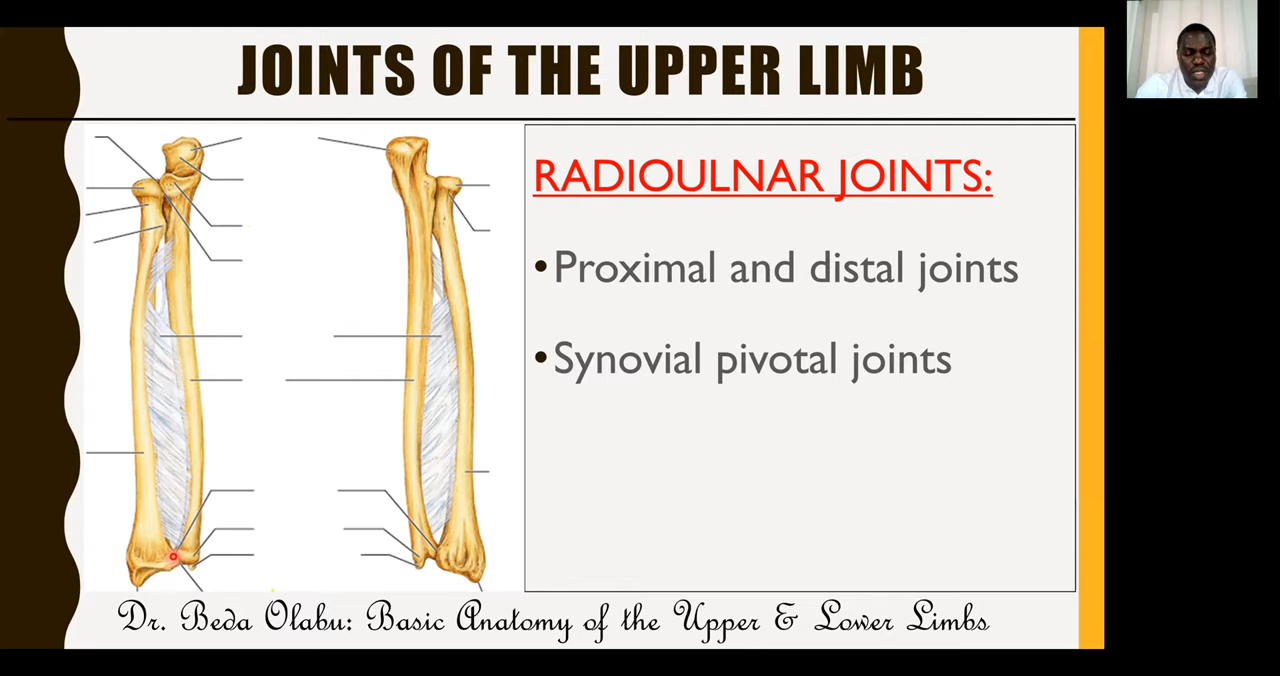 JOINTS OF THE UPPER LIMB
RADIOULNAR JOINTS:
•Proximal and distal joints
•Synovial pivotal joints
Dr. Beda Olabu: Basic Anatomy of the Upper & Lower Limbs